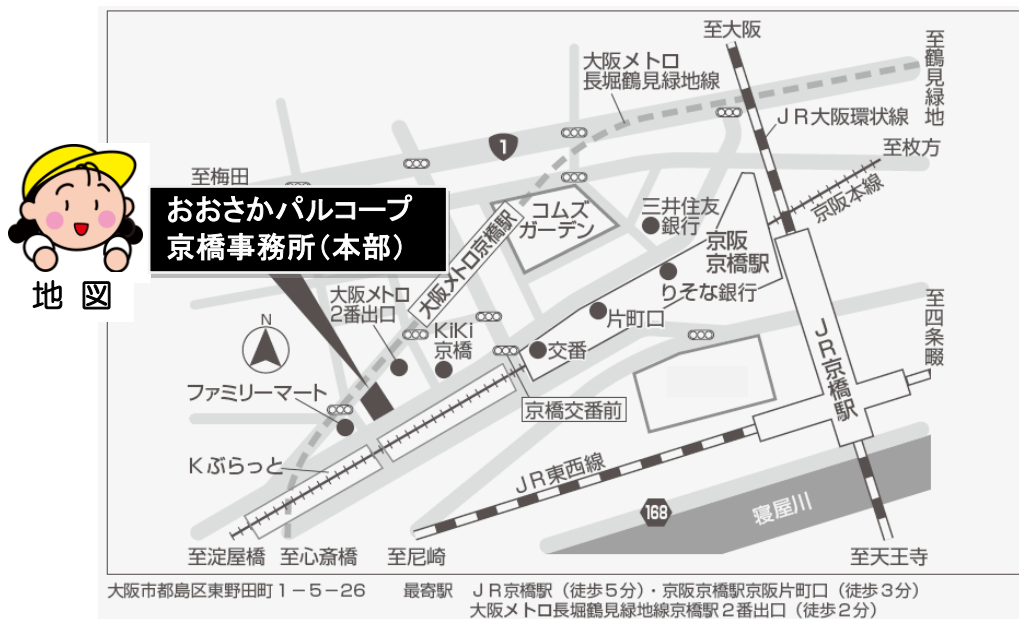 至大阪
大阪メトロ
長堀鶴見緑地線
至鶴見緑地
JR大阪環状線
1
至枚方
京阪本線
至梅田
おおさかパルコープ
京橋事務所（本部）
地 図
コムズ
ガーデン
三井住友
銀行
京阪
京橋駅
大阪メトロ京橋駅
りそな銀行
大阪メトロ
2番出口
片町口
KiKi
京橋
交番
至四条畷
JR京橋駅
N
ファミリーマート
京橋交番前
Kぶらっと
JR東西線
168
寝屋川
至淀屋橋
至心斎橋
至尼崎
至天王寺
大阪市都島区東野田町１－５－26　最寄駅　ＪＲ京橋駅（徒歩５分）・京阪京橋駅京阪片町口（徒歩３分）
大阪メトロ長堀鶴見緑地線京橋駅２番出口（徒歩２分）